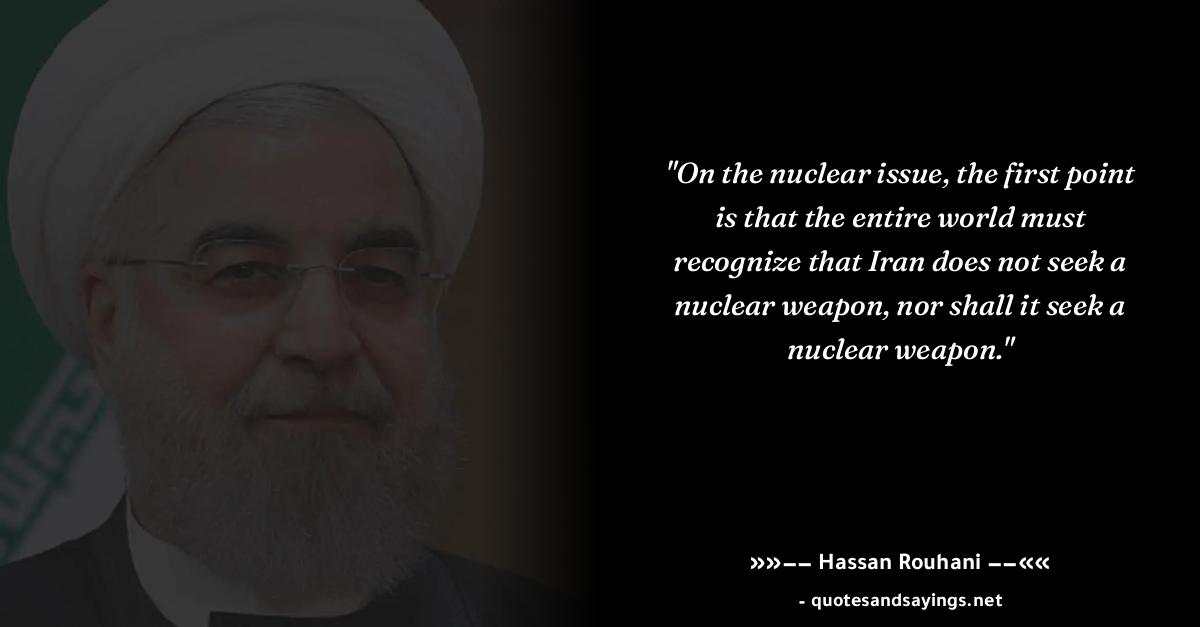 "On the nuclear issue, the first point
is that the entire world must
recognize that Iran does not seek a
nuclear weapon, nor shall it seek a
nuclear weapon."
»»−− Hassan Rouhani −−««
- quotesandsayings.net